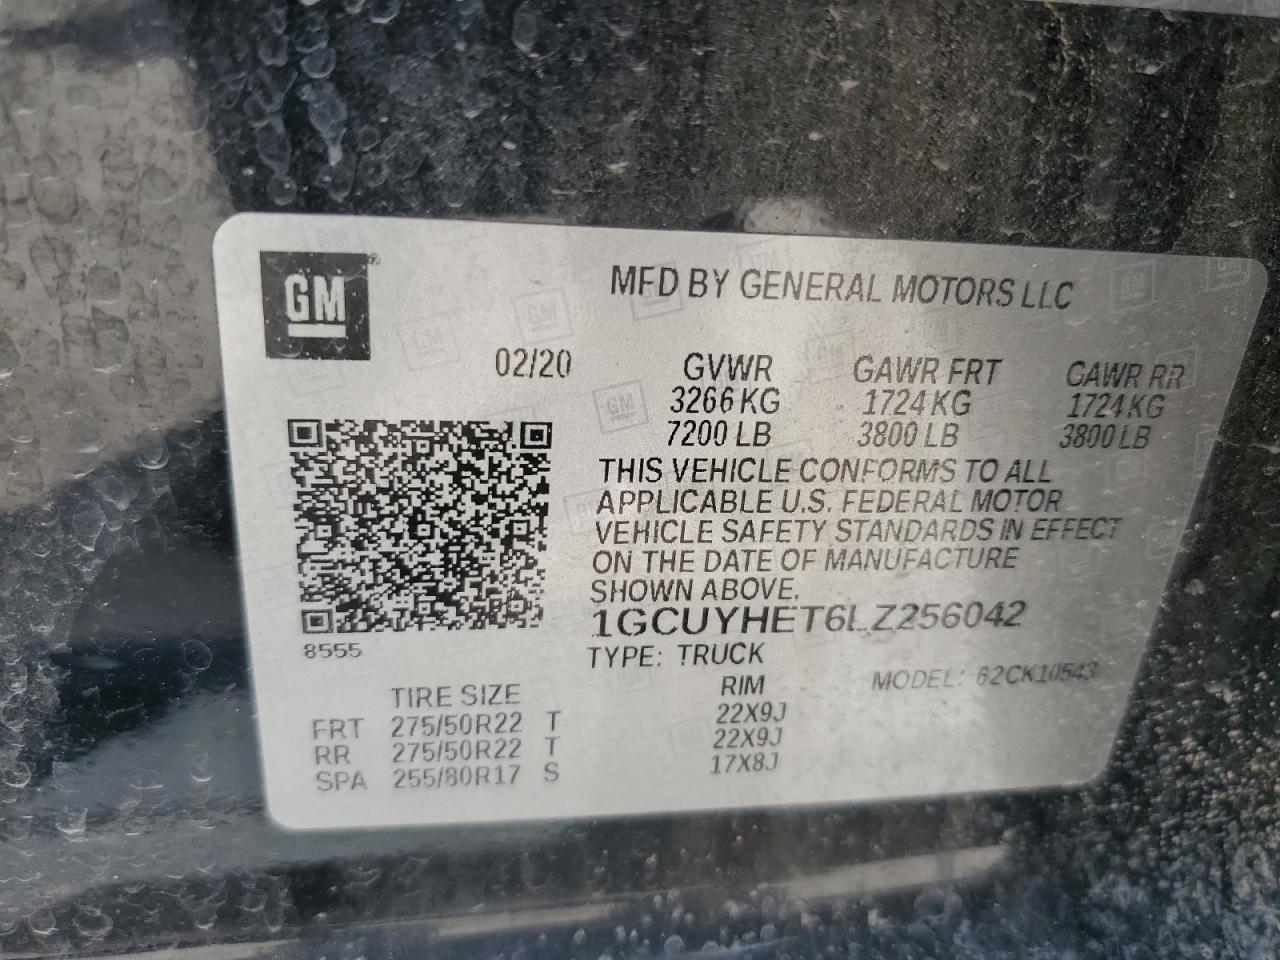 GM
MFD BY GENERAL MOTORS LLC
02/20 GVWR GAWR FRT GAWR RR
3266 KG 1724 KG 1724 KG
7200 LB 3800 LB 3800 LB
THIS VEHICLE CONFORMS TO ALL
APPLICABLE U.S. FEDERAL MOTOR
VEHICLE SAFETY STANDARDS IN EFFECT
ON THE DATE OF MANUFACTURE
SHOWN ABOVE.
1GCUYHET6LZ256042
8555
TYPE: TRUCK
MODEL: 62CK10543
TIRE SIZE RIM
FRT 275/50R22 T 22X9J
RR 275/50R22 T 22X9J
SPA 255/80R17 S 17X8J